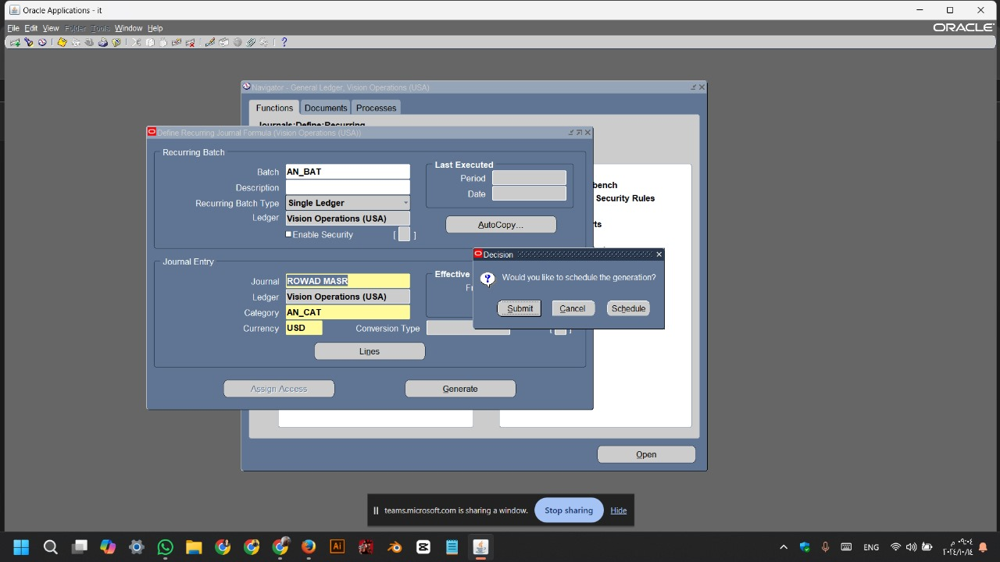 Oracle Applications - it
File Edit View Folder Tools Window Help
ORACLE
Navigator - General Ledger, Vision Operations (USA)
Functions Documents Processes
Journals:Define:Recurring
Define Recurring Journal Formula (Vision Operations (USA))
Recurring Batch
Batch AN_BAT
Description
Recurring Batch Type Single Ledger
Ledger Vision Operations (USA)
Enable Security [ ]
Last Executed
Period
Date
AutoCopy...
bench
Security Rules
Journal Entry
Journal ROWAD MASR
Ledger Vision Operations (USA)
Category AN_CAT
Currency USD Conversion Type [ ]
Effective
Lines
Assign Access Generate
Decision
Would you like to schedule the generation?
Submit Cancel Schedule
Open
teams.microsoft.com is sharing a window. Stop sharing Hide
Ai
ENG